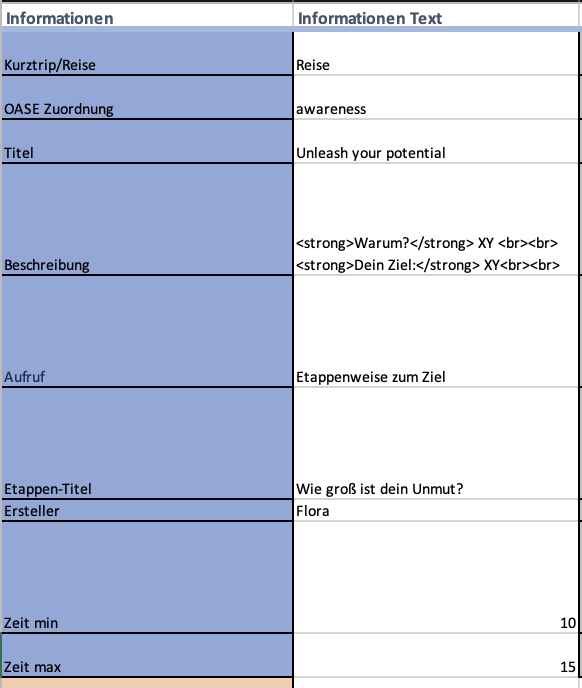 Informationen Informationen Text
Kurztrip/Reise Reise
OASE Zuordnung awareness
Titel Unleash your potential
<strong>Warum?</strong> XY <br><br>
Beschreibung <strong>Dein Ziel:</strong> XY<br><br>
Aufruf Etappenweise zum Ziel
Etappen-Titel Wie groß ist dein Unmut?
Ersteller Flora
Zeit min 10
Zeit max 15